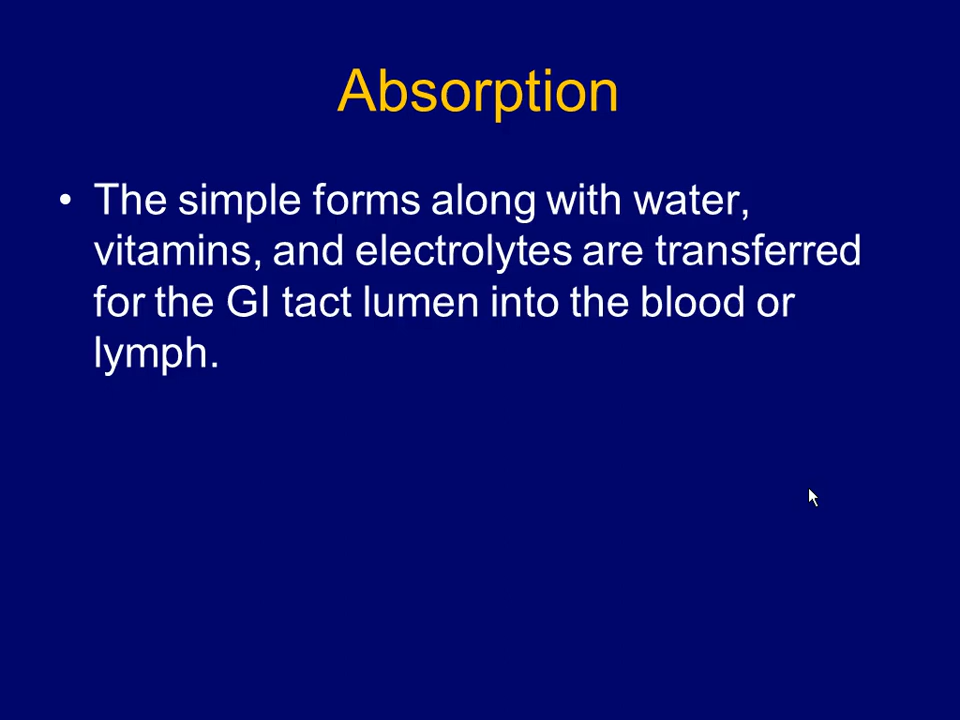 Absorption
• The simple forms along with water,
vitamins, and electrolytes are transferred
for the GI tact lumen into the blood or
lymph.